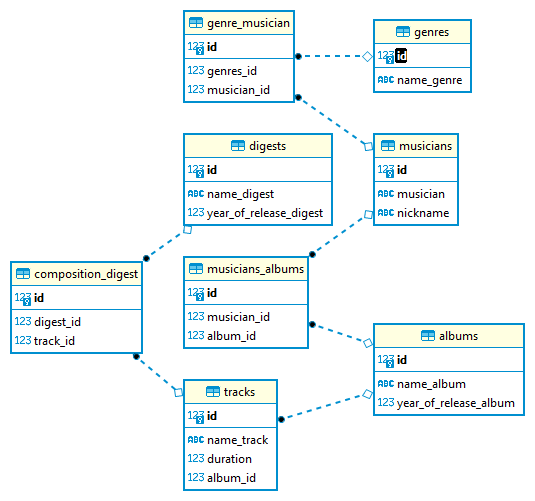 genre_musician
123 id
123 genres_id
123 musician_id
genres
123 id
ABC name_genre
digests
123 id
ABC name_digest
123 year_of_release_digest
musicians
123 id
ABC musician
ABC nickname
composition_digest
123 id
123 digest_id
123 track_id
musicians_albums
123 id
123 musician_id
123 album_id
albums
123 id
ABC name_album
123 year_of_release_album
tracks
123 id
ABC name_track
123 duration
123 album_id